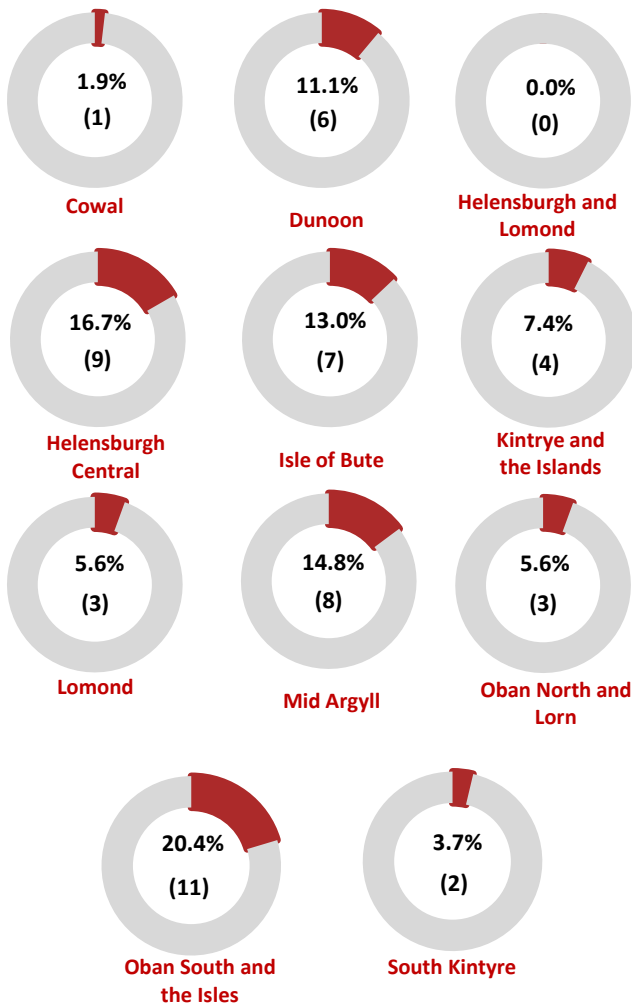 1.9%
(1)
Cowal
11.1%
(6)
Dunoon
0.0%
(0)
Helensburgh and
Lomond
16.7%
(9)
Helensburgh
Central
13.0%
(7)
Isle of Bute
7.4%
(4)
Kintrye and
the Islands
5.6%
(3)
Lomond
14.8%
(8)
Mid Argyll
5.6%
(3)
Oban North and
Lorn
20.4%
(11)
Oban South and
the Isles
3.7%
(2)
South Kintyre